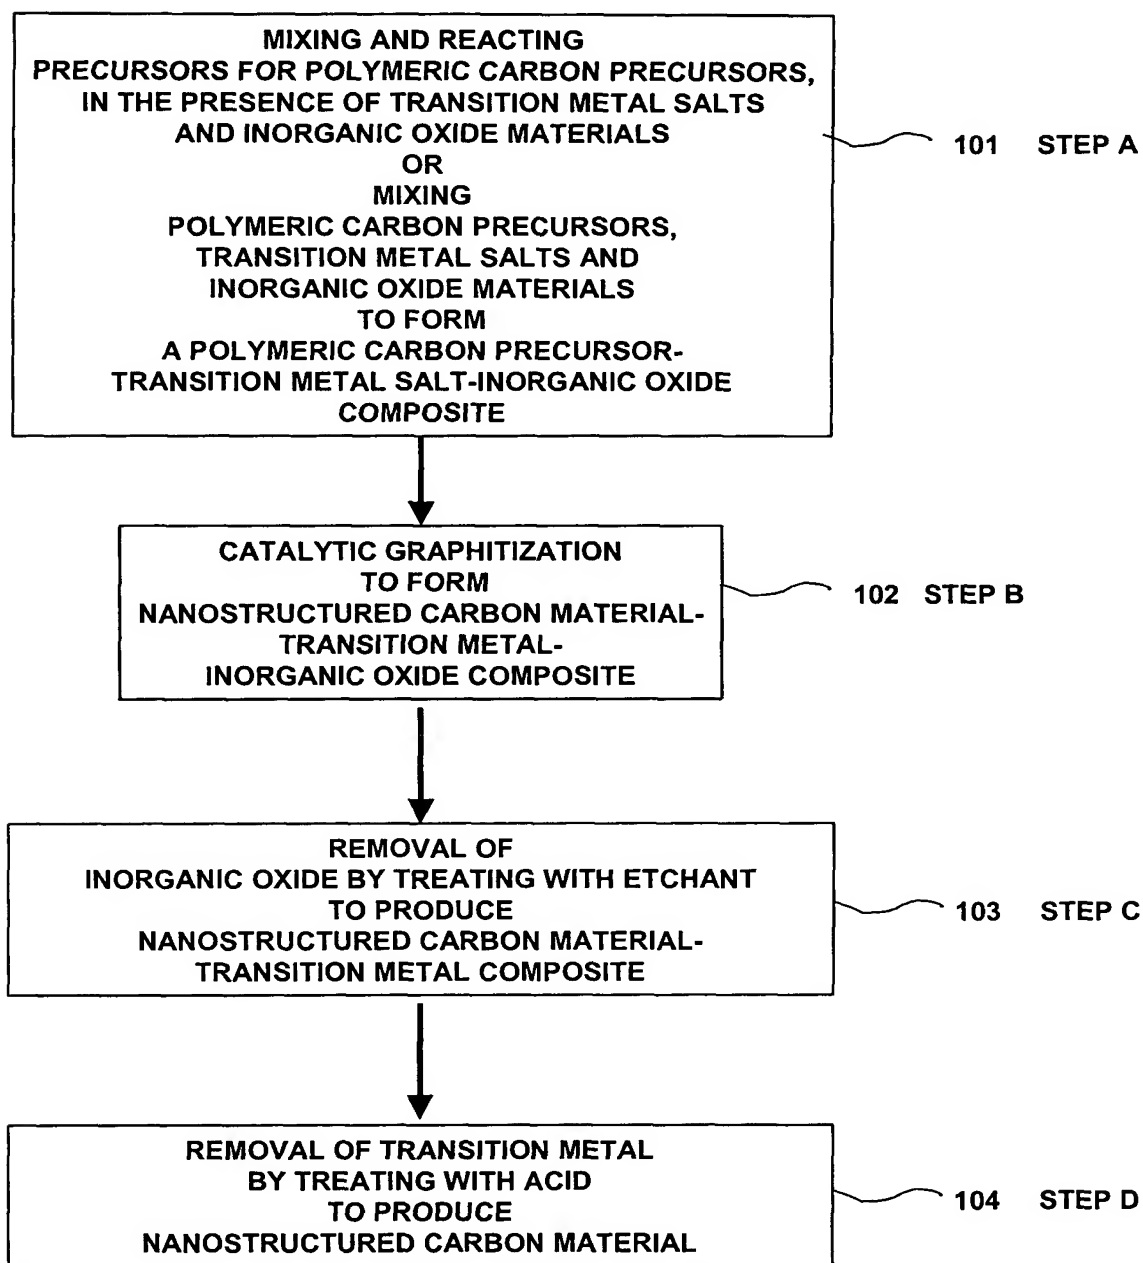 MIXING AND REACTING
PRECURSORS FOR POLYMERIC CARBON PRECURSORS,
IN THE PRESENCE OF TRANSITION METAL SALTS
AND INORGANIC OXIDE MATERIALS
OR
MIXING
POLYMERIC CARBON PRECURSORS,
TRANSITION METAL SALTS AND
INORGANIC OXIDE MATERIALS
TO FORM
A POLYMERIC CARBON PRECURSOR-
TRANSITION METAL SALT-INORGANIC OXIDE
COMPOSITE
101 STEP A
CATALYTIC GRAPHITIZATION
TO FORM
NANOSTRUCTURED CARBON MATERIAL-
TRANSITION METAL-
INORGANIC OXIDE COMPOSITE
102 STEP B
REMOVAL OF
INORGANIC OXIDE BY TREATING WITH ETCHANT
TO PRODUCE
NANOSTRUCTURED CARBON MATERIAL-
TRANSITION METAL COMPOSITE
103 STEP C
REMOVAL OF TRANSITION METAL
BY TREATING WITH ACID
TO PRODUCE
NANOSTRUCTURED CARBON MATERIAL
104 STEP D